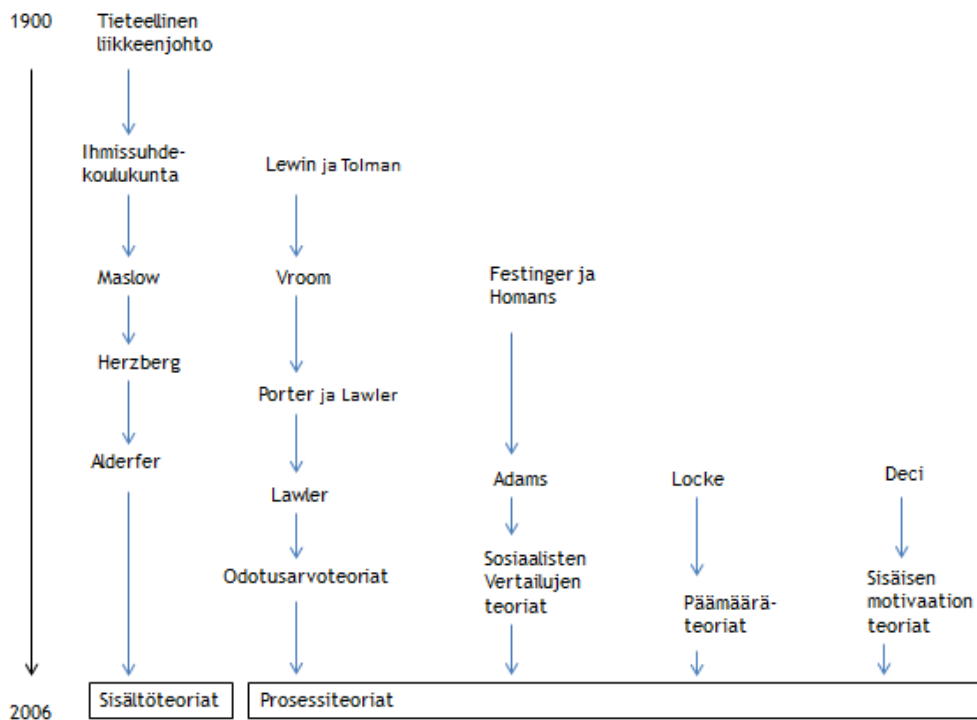 1900
Tieteellinen
liikkeenjohto
Ihmissuhde-
koulukunta
Lewin ja Tolman
Maslow
Vroom
Festinger ja
Homans
Herzberg
Porter ja Lawler
Alderfer
Lawler
Adams
Locke
Deci
Odotusarvoteoriat
Sosiaalisten
Vertailujen
teoriat
Päämäärä-
teoriat
Sisäisen
motivaation
teoriat
2006
Sisältöteoriat
Prosessiteoriat